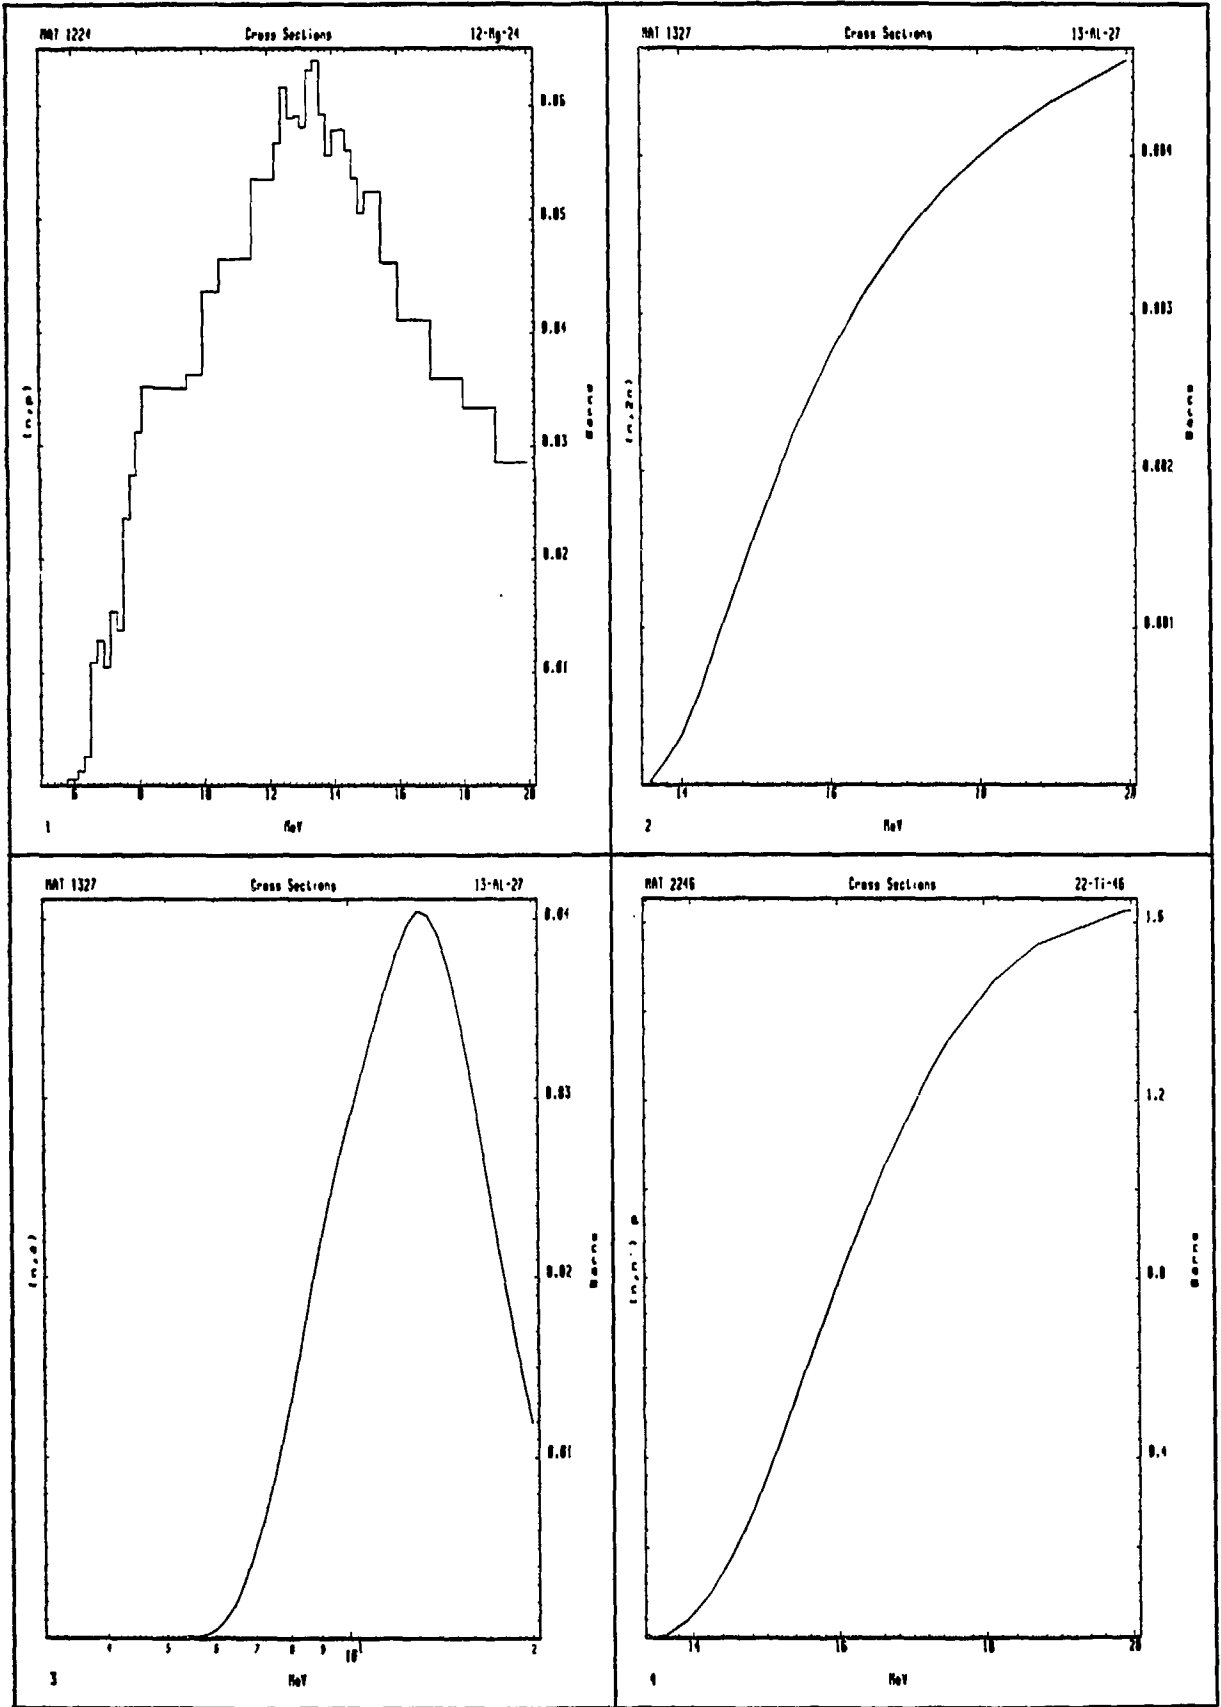 MAT 1224 Cross Sections 12-Mg-24
0.06
0.05
0.04
0.03
0.02
0.01
(n,p)
Barns
6 8 10 12 14 16 18 20
1 MeV
MAT 1327 Cross Sections 13-AL-27
0.004
0.003
0.002
0.001
(n,2n)
Barns
14 16 18 20
2 MeV
MAT 1327 Cross Sections 13-AL-27
0.04
0.03
0.02
0.01
Barns
4 5 6 7 8 9 10¹ 2
3 MeV
MAT 2246 Cross Sections 22-Ti-46
1.6
1.2
0.8
0.4
(n,n') p
Barns
14 16 18 20
4 MeV